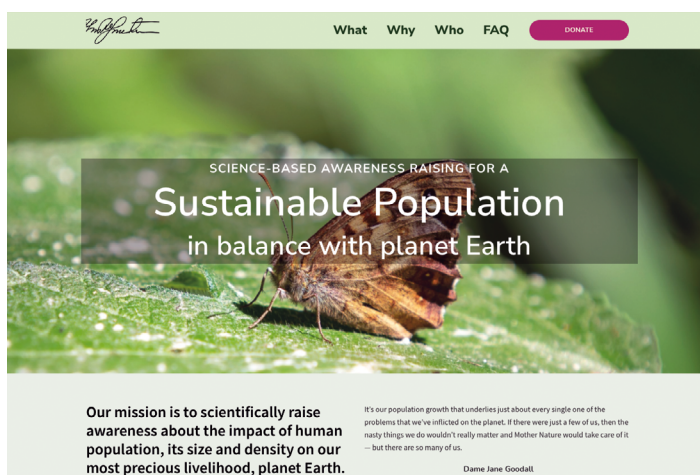 What Why Who FAQ DONATE
SCIENCE-BASED AWARENESS RAISING FOR A
Sustainable Population
in balance with planet Earth
Our mission is to scientifically raise
awareness about the impact of human
population, its size and density on our
most precious livelihood, planet Earth.
It's our population growth that underlies just about every single one of the
problems that we've inflicted on the planet. If there were just a few of us, then the
nasty things we do wouldn't really matter and Mother Nature would take care of it
— but there are so many of us.
Dame Jane Goodall